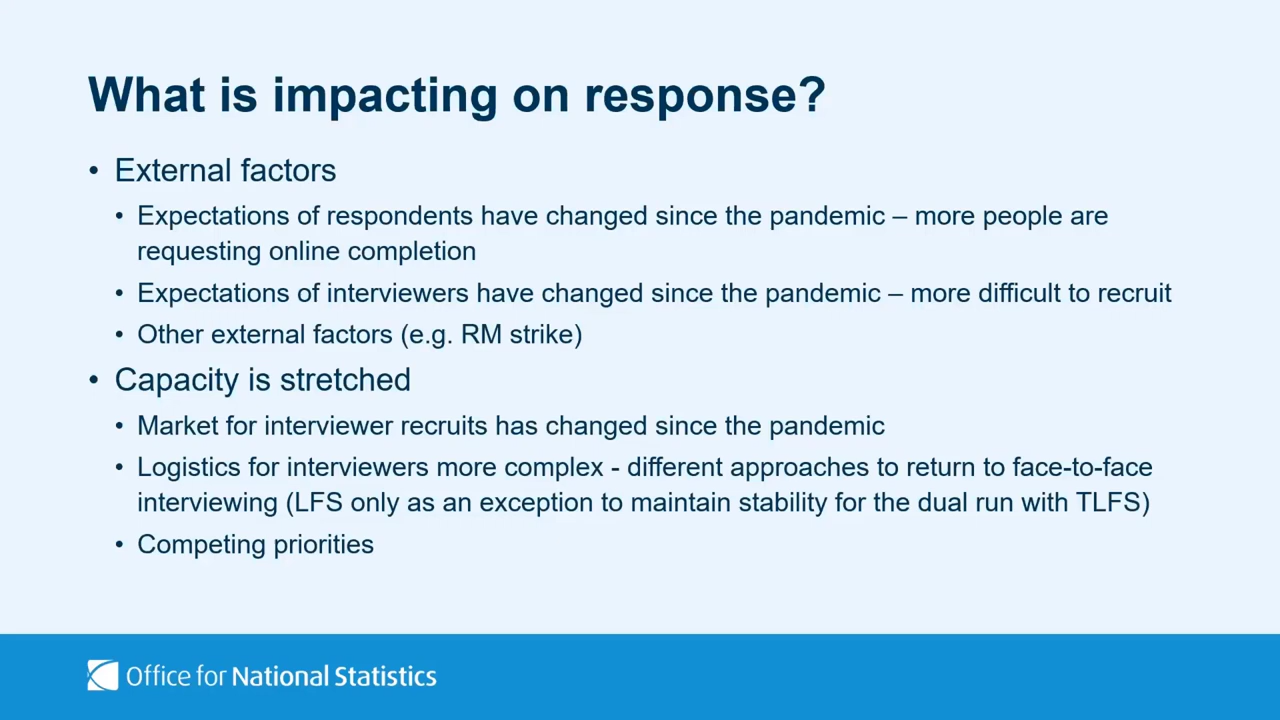 What is impacting on response?
• External factors
• Expectations of respondents have changed since the pandemic – more people are
requesting online completion
• Expectations of interviewers have changed since the pandemic – more difficult to recruit
• Other external factors (e.g. RM strike)
• Capacity is stretched
• Market for interviewer recruits has changed since the pandemic
• Logistics for interviewers more complex - different approaches to return to face-to-face
interviewing (LFS only as an exception to maintain stability for the dual run with TLFS)
• Competing priorities
Office for National Statistics